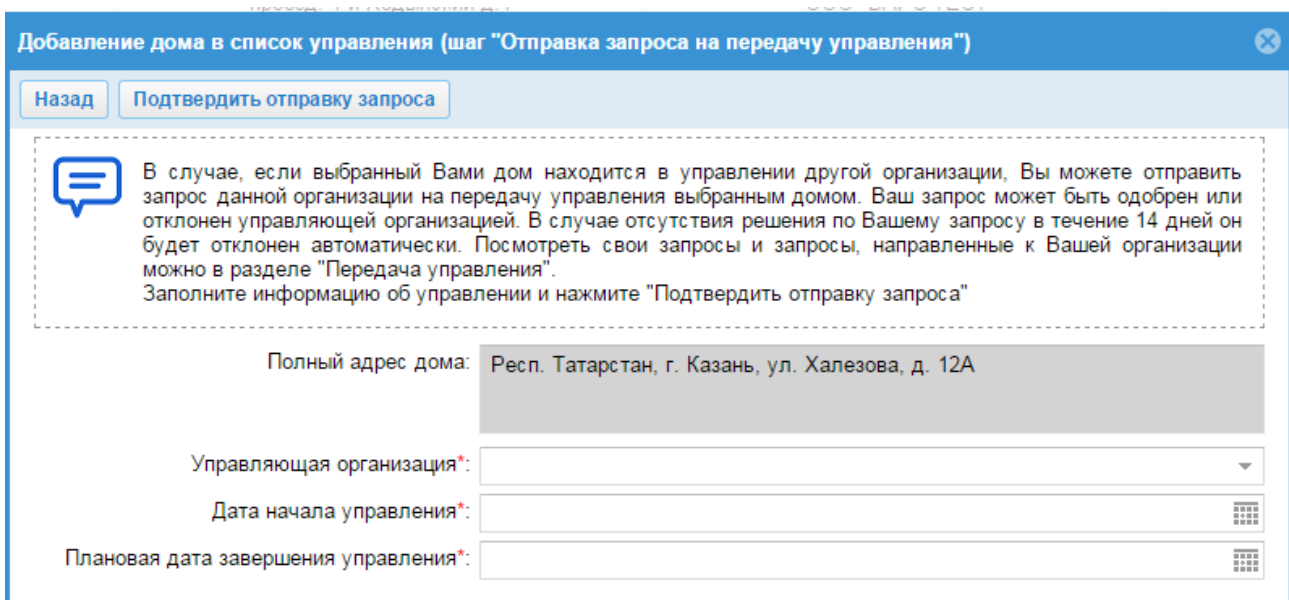 Добавление дома в список управления (шаг "Отправка запроса на передачу управления")
Назад Подтвердить отправку запроса
В случае, если выбранный Вами дом находится в управлении другой организации, Вы можете отправить
запрос данной организации на передачу управления выбранным домом. Ваш запрос может быть одобрен или
отклонен управляющей организацией. В случае отсутствия решения по Вашему запросу в течение 14 дней он
будет отклонен автоматически. Посмотреть свои запросы и запросы, направленные к Вашей организации
можно в разделе "Передача управления".
Заполните информацию об управлении и нажмите "Подтвердить отправку запроса"
Полный адрес дома: Респ. Татарстан, г. Казань, ул. Халезова, д. 12А
Управляющая организация*:
Дата начала управления*:
Плановая дата завершения управления*: